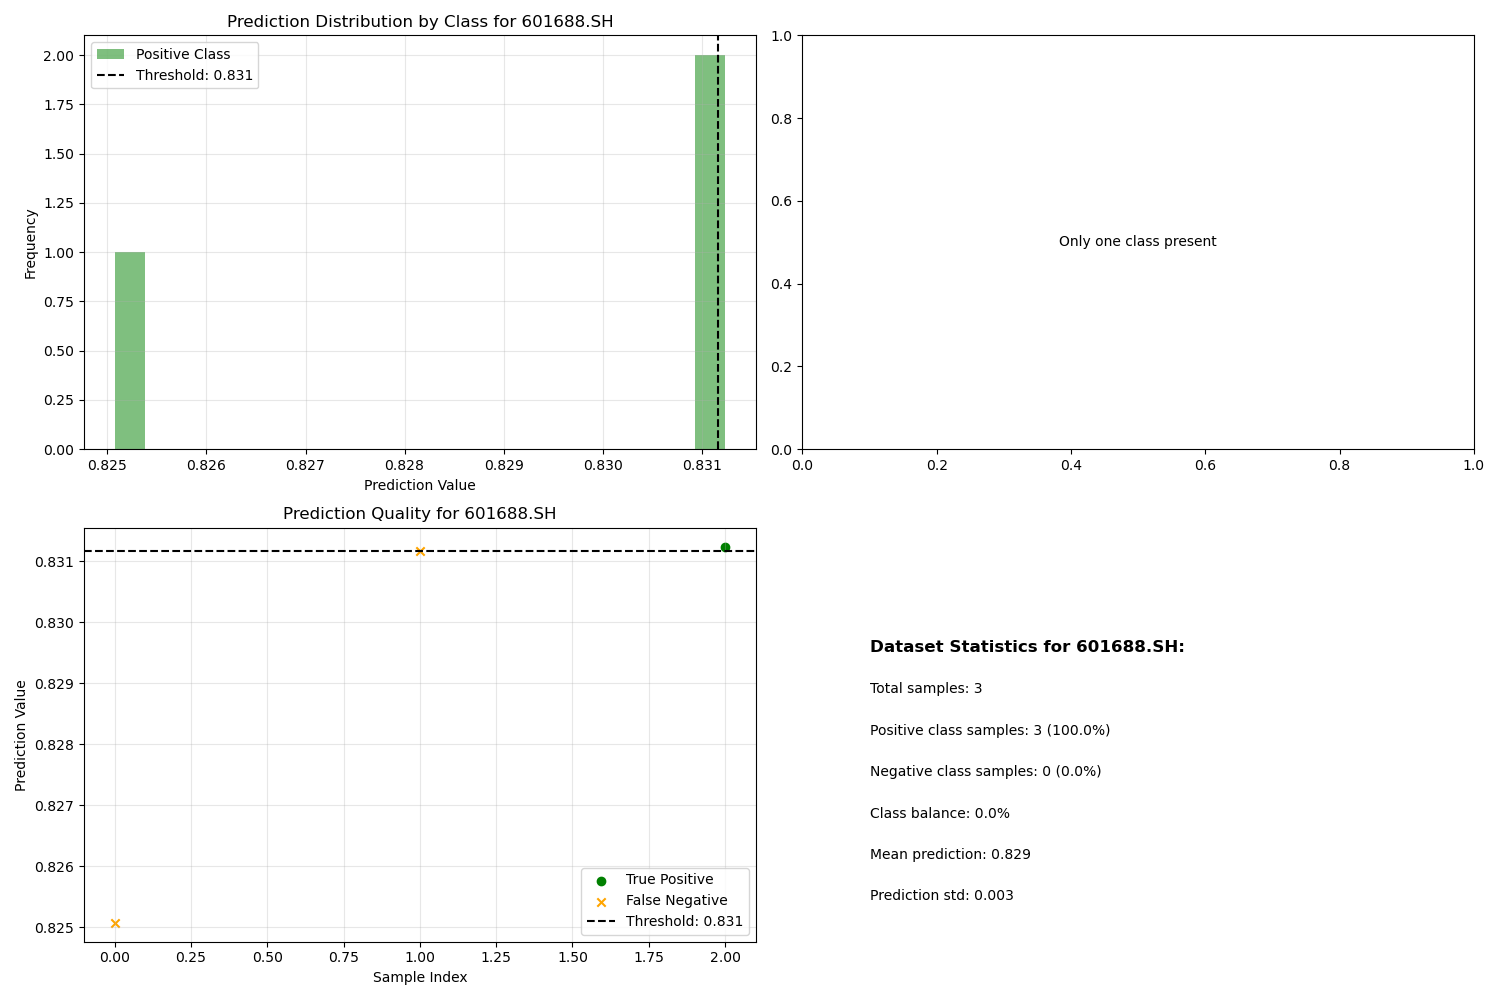 Prediction Distribution by Class for 601688.SH
Positive Class
Threshold: 0.831
2.00
1.75
1.50
1.25
1.00
0.75
0.50
0.25
0.00
Frequency
0.825
0.826
0.827
0.828
0.829
0.830
0.831
Prediction Value
1.0
0.8
0.6
0.4
0.2
0.0
Only one class present
0.0
0.2
0.4
0.6
0.8
1.0
Prediction Quality for 601688.SH
0.831
0.830
0.829
0.828
0.827
0.826
0.825
Prediction Value
True Positive
False Negative
Threshold: 0.831
0.00
0.25
0.50
0.75
1.00
1.25
1.50
1.75
2.00
Sample Index
Dataset Statistics for 601688.SH:
Total samples: 3
Positive class samples: 3 (100.0%)
Negative class samples: 0 (0.0%)
Class balance: 0.0%
Mean prediction: 0.829
Prediction std: 0.003